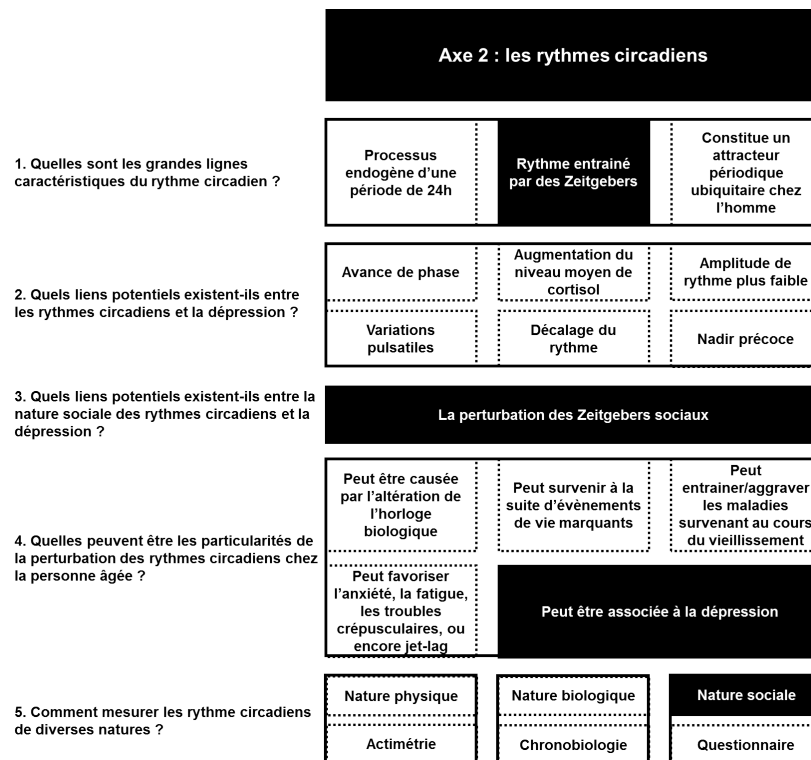 Axe 2 : les rythmes circadiens
1. Quelles sont les grandes lignes
caractéristiques du rythme circadien ?
Processus
endogène d'une
période de 24h
Rythme entrainé
par des Zeitgebers
Constitue un
attracteur
périodique
ubiquitaire chez
l'homme
2. Quels liens potentiels existent-ils entre
les rythmes circadiens et la dépression ?
Avance de phase
Augmentation du
niveau moyen de
cortisol
Amplitude de
rythme plus faible
Variations
pulsatiles
Décalage du
rythme
Nadir précoce
3. Quels liens potentiels existent-ils entre la
nature sociale des rythmes circadiens et la
dépression ?
La perturbation des Zeitgebers sociaux
4. Quelles peuvent être les particularités de
la perturbation des rythmes circadiens chez
la personne âgée ?
Peut être causée
par l'altération de
l'horloge
biologique
Peut survenir à la
suite d'évènements
de vie marquants
Peut
entrainer/aggraver
les maladies
survenant au cours
du vieillissement
Peut favoriser
l'anxiété, la fatigue,
les troubles
crépusculaires, ou
encore jet-lag
Peut être associée à la dépression
5. Comment mesurer les rythme circadiens
de diverses natures ?
Nature physique
Nature biologique
Nature sociale
Actimétrie
Chronobiologie
Questionnaire